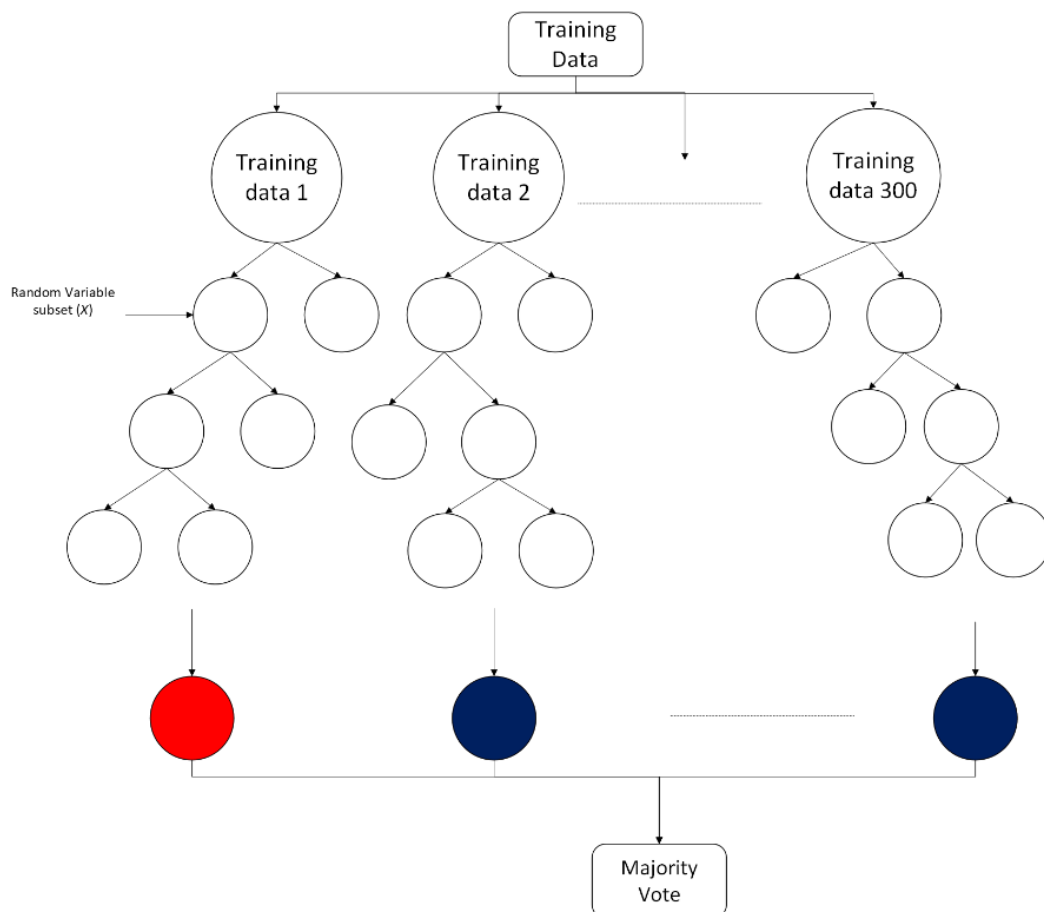 Training
Data
Training
data 1
Training
data 2
Training
data 300
Random Variable
subset (X)
Majority
Vote